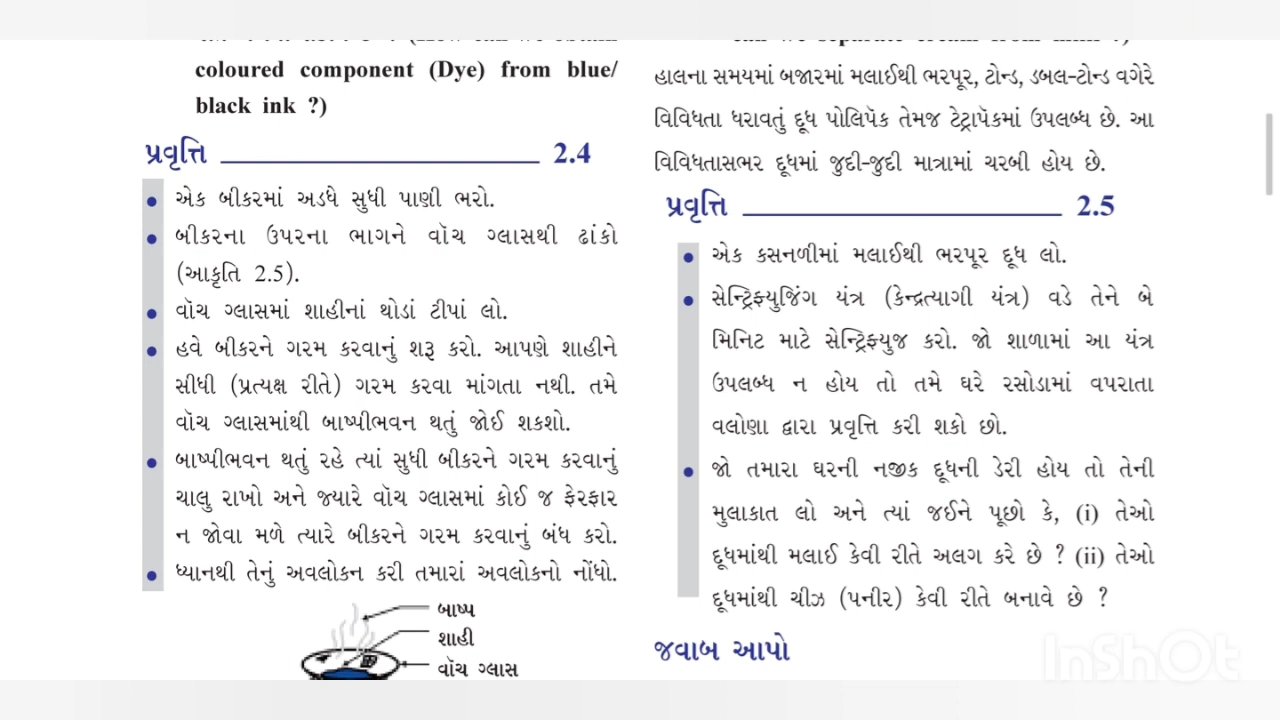 coloured component (Dye) from blue/
black ink ?)
પ્રવૃત્તિ 2.4
• એક બીકરમાં અડધે સુધી પાણી ભરો.
• બીકરના ઉપરના ભાગને વૉચ ગ્લાસથી ઢાંકો
(આકૃતિ 2.5).
• વૉચ ગ્લાસમાં શાહીનાં થોડાં ટીપાં લો.
• હવે બીકરને ગરમ કરવાનું શરૂ કરો. આપણે શાહીને
સીધી (પ્રત્યક્ષ રીતે) ગરમ કરવા માંગતા નથી. તમે
વૉચ ગ્લાસમાંથી બાષ્પીભવન થતું જોઈ શકશો.
• બાષ્પીભવન થતું રહે ત્યાં સુધી બીકરને ગરમ કરવાનું
ચાલુ રાખો અને જ્યારે વૉચ ગ્લાસમાં કોઈ જ ફેરફાર
ન જોવા મળે ત્યારે બીકરને ગરમ કરવાનું બંધ કરો.
• ધ્યાનથી તેનું અવલોકન કરી તમારાં અવલોકનો નોંધો.
બાષ્પ
શાહી
વૉચ ગ્લાસ
can we separate cream from milk ?)
હાલના સમયમાં બજારમાં મલાઈથી ભરપૂર, ટોન્ડ, ડબલ-ટોન્ડ વગેરે
વિવિધતા ધરાવતું દૂધ પોલિપૅક તેમજ ટેટ્રાપૅકમાં ઉપલબ્ધ છે. આ
વિવિધતાસભર દૂધમાં જુદી-જુદી માત્રામાં ચરબી હોય છે.
પ્રવૃત્તિ 2.5
• એક કસનળીમાં મલાઈથી ભરપૂર દૂધ લો.
• સેન્ટ્રિફ્યુજિંગ યંત્ર (કેન્દ્રત્યાગી યંત્ર) વડે તેને બે
મિનિટ માટે સેન્ટ્રિફ્યુજ કરો. જો શાળામાં આ યંત્ર
ઉપલબ્ધ ન હોય તો તમે ઘરે રસોડામાં વપરાતા
વલોણા દ્વારા પ્રવૃત્તિ કરી શકો છો.
• જો તમારા ઘરની નજીક દૂધની ડેરી હોય તો તેની
મુલાકાત લો અને ત્યાં જઈને પૂછો કે, (i) તેઓ
દૂધમાંથી મલાઈ કેવી રીતે અલગ કરે છે ? (ii) તેઓ
દૂધમાંથી ચીઝ (પનીર) કેવી રીતે બનાવે છે ?
જવાબ આપો
InShOt